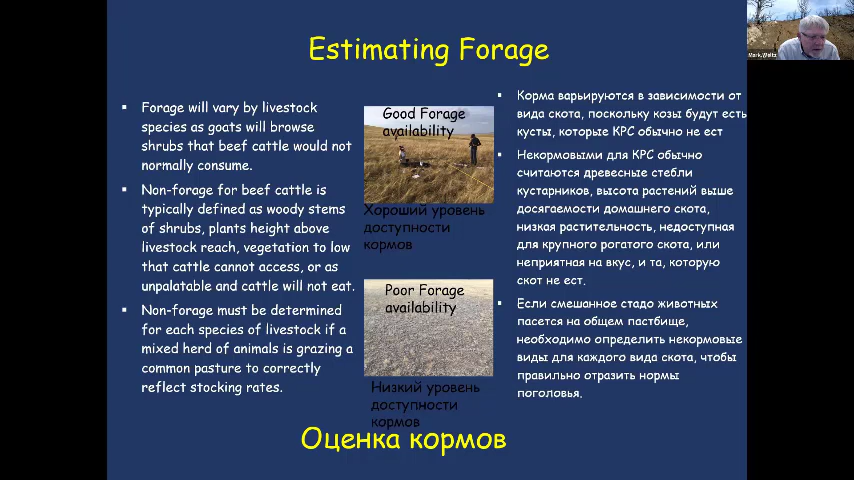 Estimating Forage
Forage will vary by livestock
species as goats will browse
shrubs that beef cattle would not
normally consume.
Non-forage for beef cattle is
typically defined as woody stems
of shrubs, plants height above
livestock reach, vegetation to low
that cattle cannot access, or as
unpalatable and cattle will not eat.
Non-forage must be determined
for each species of livestock if a
mixed herd of animals is grazing a
common pasture to correctly
reflect stocking rates.
Good Forage
availability
Хороший уровень
доступности
кормов
Poor Forage
availability
Низкий уровень
доступности
кормов
Корма варьируются в зависимости от
вида скота, поскольку козы будут есть
кусты, которые КРС обычно не ест
Некормовыми для КРС обычно
считаются древесные стебли
кустарников, высота растений выше
досягаемости домашнего скота,
низкая растительность, недоступная
для крупного рогатого скота, или
неприятная на вкус, и та, которую
скот не ест.
Если смешанное стадо животных
пасется на общем пастбище,
необходимо определить некормовые
виды для каждого вида скота, чтобы
правильно отразить нормы
поголовья.
Оценка кормов
Mark Weltz